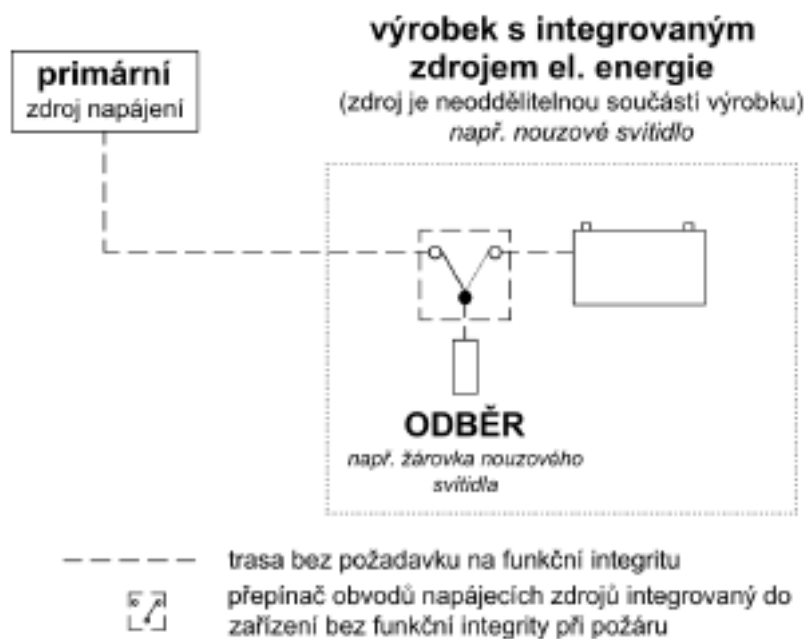 primární
zdroj napájení
výrobek s integrovaným
zdrojem el. energie
(zdroj je neoddělitelnou součástí výrobku)
např. nouzové svítidlo
ODBĚR
např. žárovka nouzového
svítidla
trasa bez požadavku na funkční integritu
přepínač obvodů napájecích zdrojů integrovaný do
zařízení bez funkční integrity při požáru